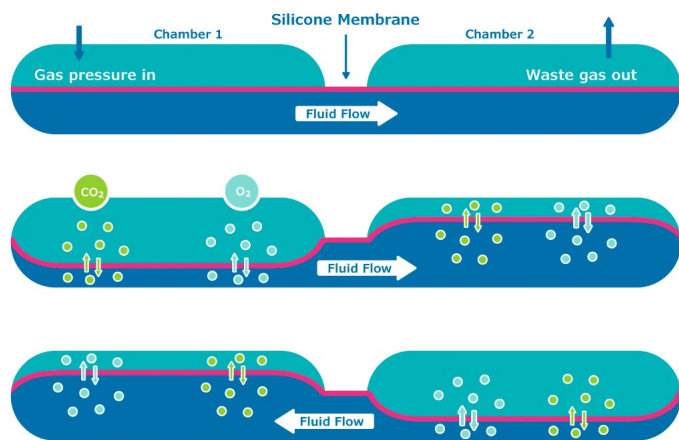 Silicone Membrane
Chamber 1
Chamber 2
Gas pressure in
Waste gas out
Fluid Flow
CO₂
O₂
Fluid Flow
Fluid Flow